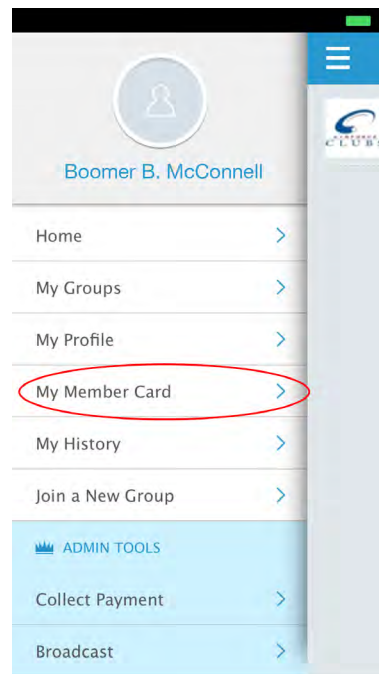 Boomer B. McConnell
Home
My Groups
My Profile
My Member Card
My History
Join a New Group
ADMIN TOOLS
Collect Payment
Broadcast
CLUBS